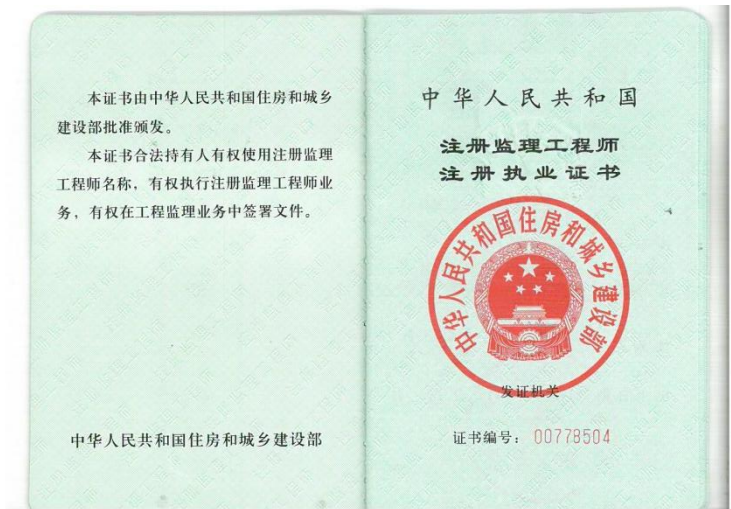 本证书由中华人民共和国住房和城乡
建设部批准颁发。
本证书合法持有人有权使用注册监理
工程师名称，有权执行注册监理工程师业
务，有权在工程监理业务中签署文件。
中华人民共和国住房和城乡建设部
中华人民共和国
注册监理工程师
注册执业证书
中华人民共和国住房和城乡建设部
发证机关
证书编号：00778504